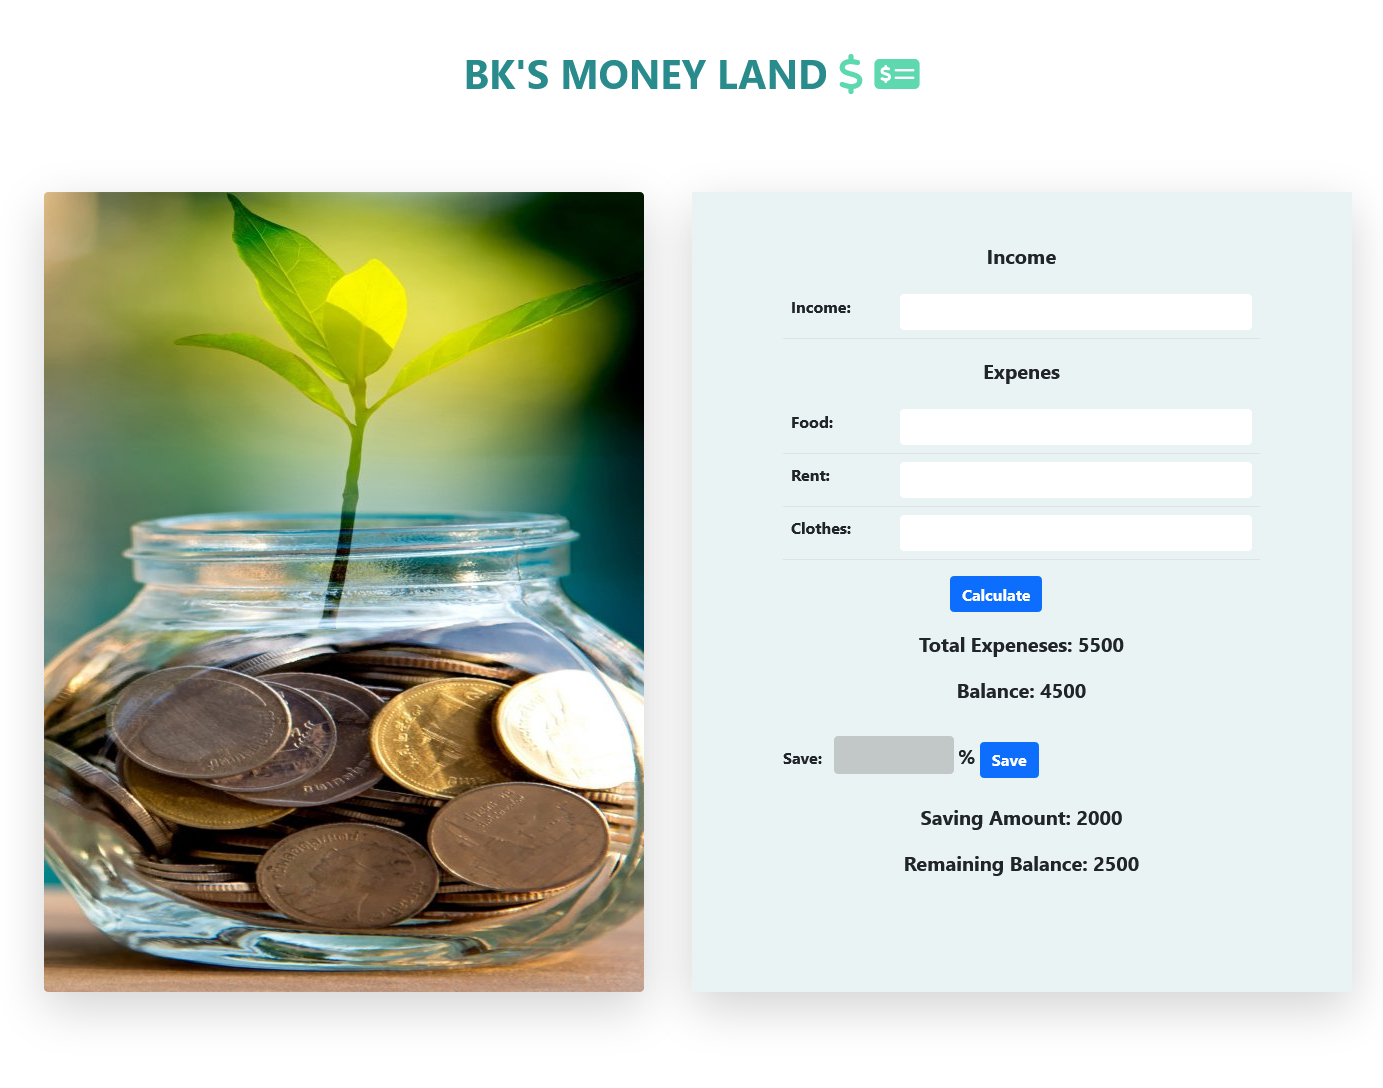 BK'S MONEY LAND $
Income
Income:
Expenes
Food:
Rent:
Clothes:
Calculate
Total Expeneses: 5500
Balance: 4500
Save: % Save
Saving Amount: 2000
Remaining Balance: 2500